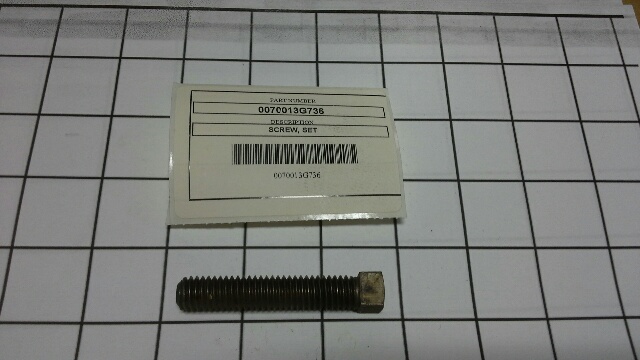 PART NUMBER
0070013G736
DESCRIPTION
SCREW, SET
0070013G736